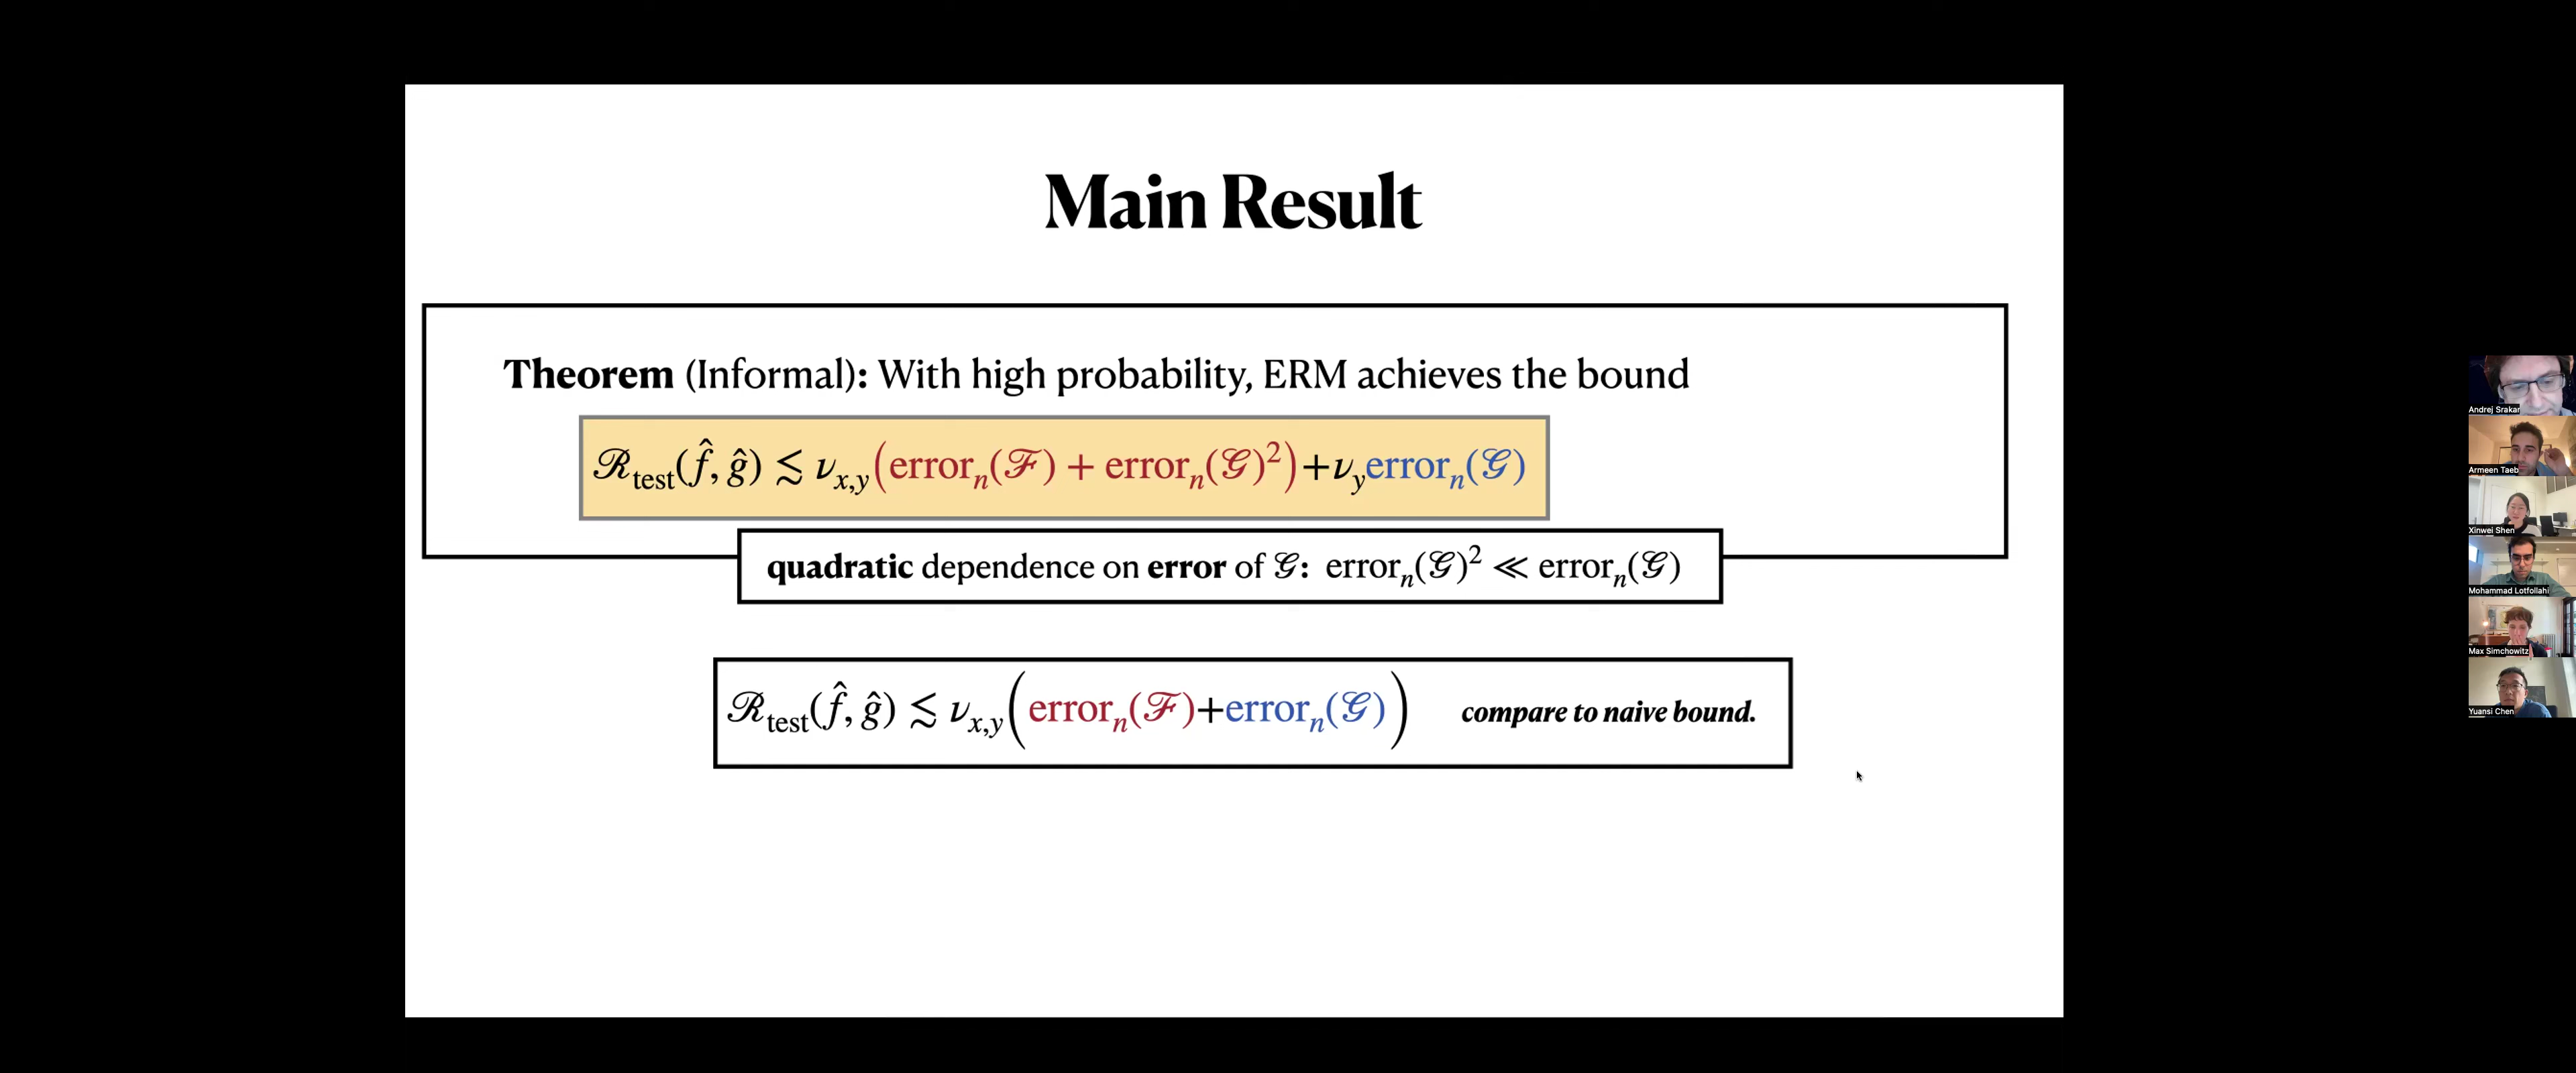 Main Result
Theorem (Informal): With high probability, ERM achieves the bound
ℛ_test(f̂, ĝ) ≲ ν_{x,y}(error_n(ℱ) + error_n(𝒢)²)+ν_y error_n(𝒢)
quadratic dependence on error of 𝒢: error_n(𝒢)² ≪ error_n(𝒢)
ℛ_test(f̂, ĝ) ≲ ν_{x,y}(error_n(ℱ)+error_n(𝒢)) compare to naive bound.
Andrej Srakar
Armeen Taeb
Xinwei Shen
Mohammad Lotfollahi
Max Simchowitz
Yuansi Chen